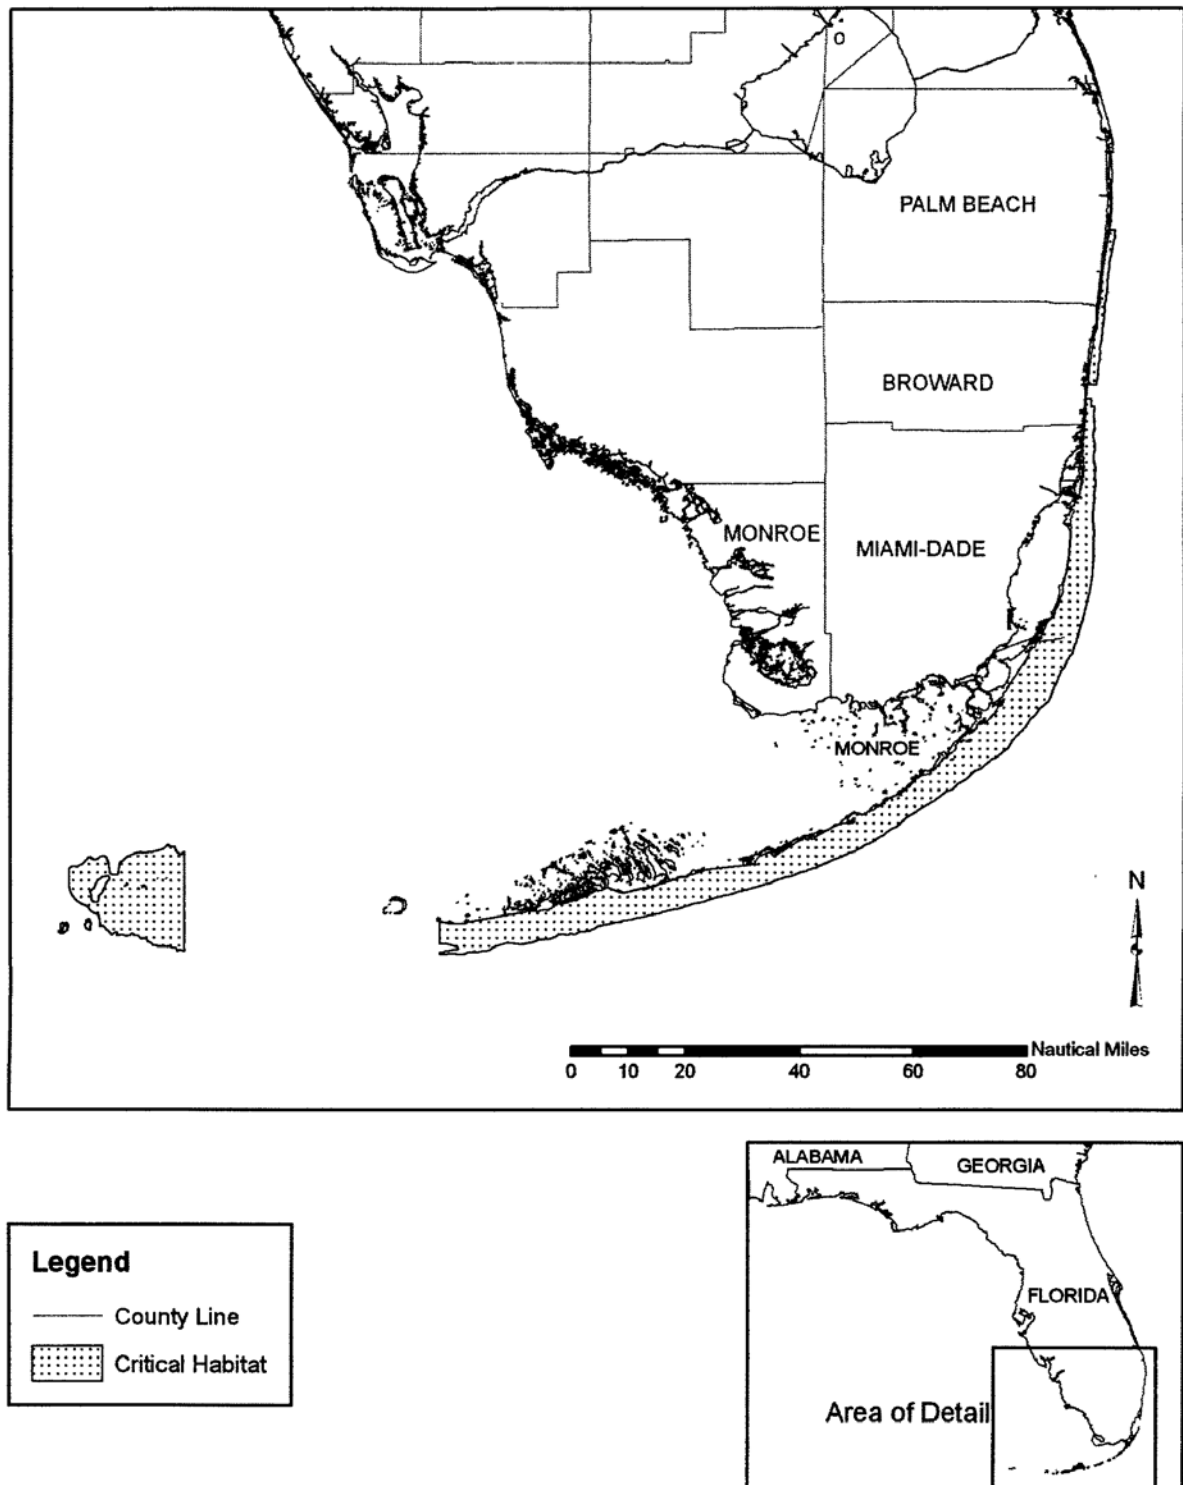 PALM BEACH
BROWARD
MONROE
MIAMI-DADE
MONROE
N
Nautical Miles
0 10 20 40 60 80
ALABAMA
GEORGIA
FLORIDA
Area of Detail
Legend
County Line
Critical Habitat